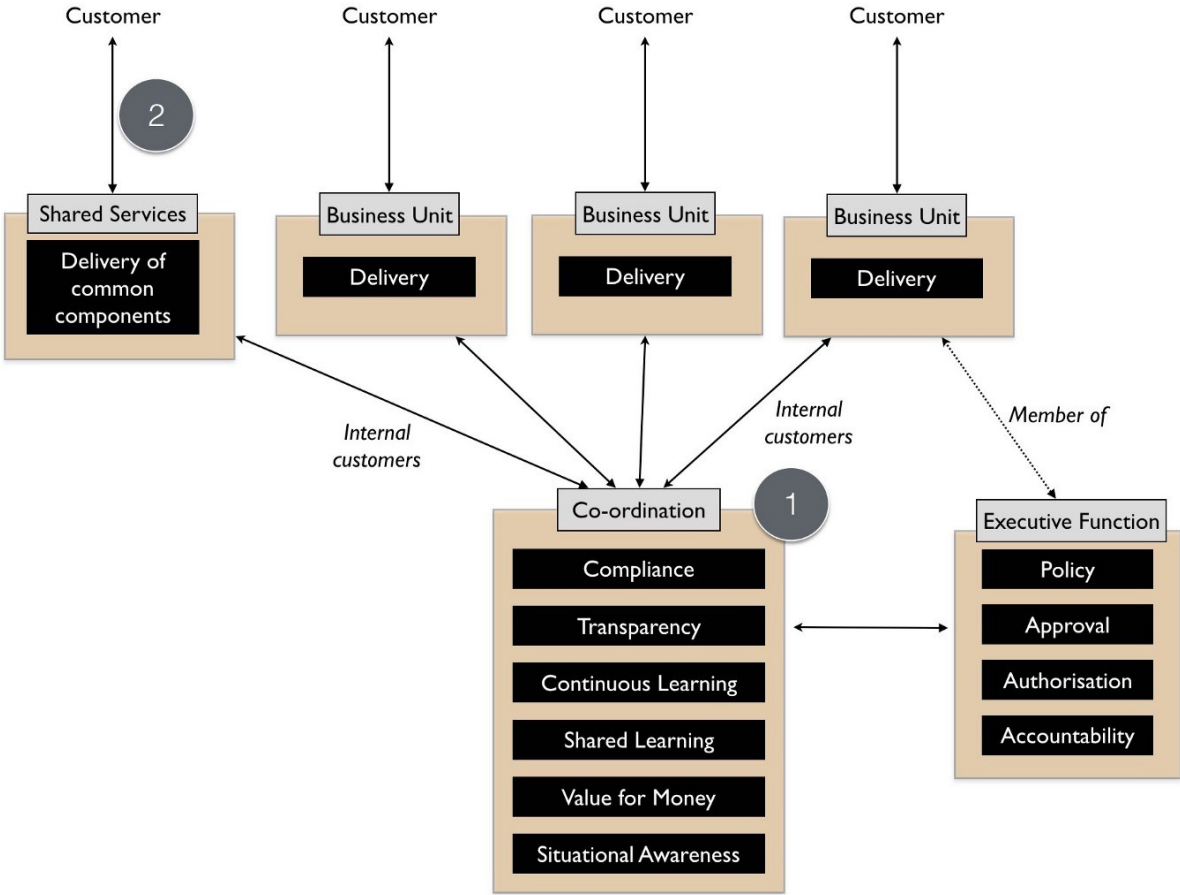 Customer
Customer
Customer
Customer
2
Shared Services
Business Unit
Business Unit
Business Unit
Delivery of
common
components
Delivery
Delivery
Delivery
Internal
customers
Internal
customers
Member of
Co-ordination
1
Executive Function
Compliance
Transparency
Continuous Learning
Shared Learning
Value for Money
Situational Awareness
Policy
Approval
Authorisation
Accountability